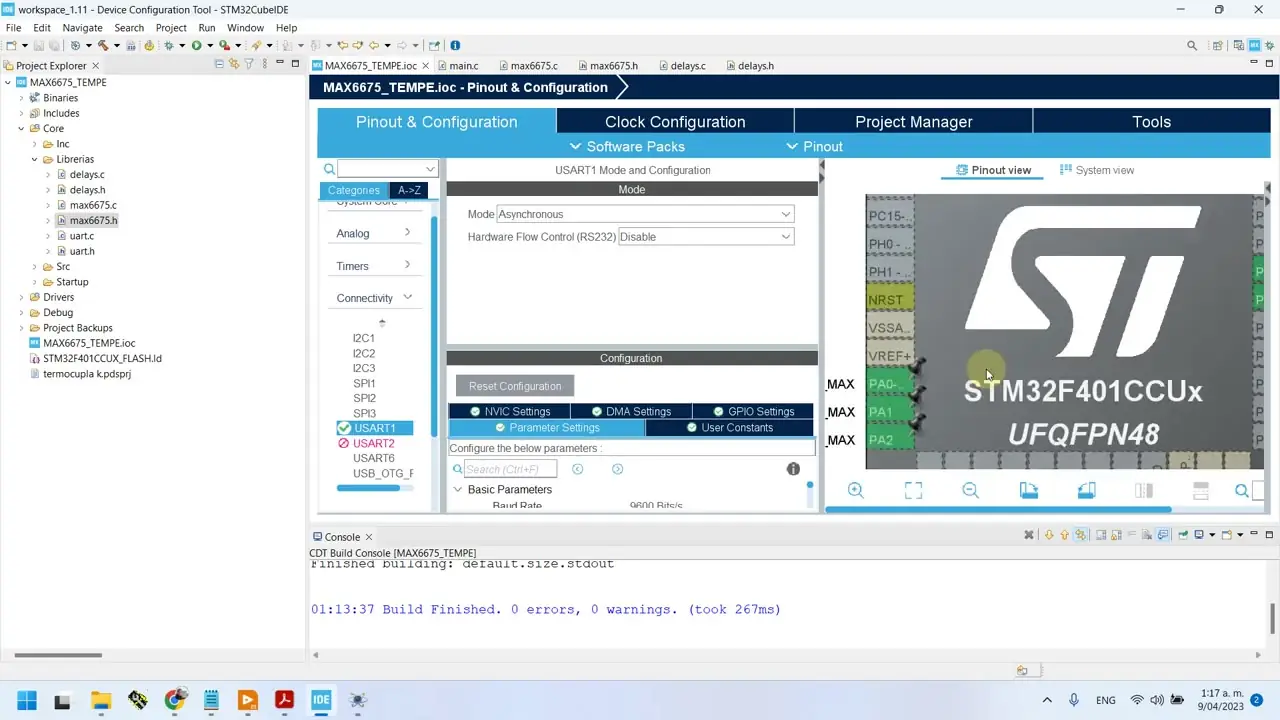 workspace_1.11 - Device Configuration Tool - STM32CubeIDE
File Edit Navigate Search Project Run Window Help
Project Explorer
MAX6675_TEMPE
Binaries
Includes
Core
Inc
Librerias
delays.c
delays.h
max6675.c
max6675.h
uart.c
uart.h
Src
Startup
Drivers
Debug
Project Backups
MAX6675_TEMPE.ioc
STM32F401CCUX_FLASH.ld
termocupla k.pdsprj
MAX6675_TEMPE.ioc main.c max6675.c max6675.h delays.c delays.h
MAX6675_TEMPE.ioc - Pinout & Configuration
Pinout & Configuration Clock Configuration Project Manager Tools
Software Packs Pinout
Categories A->Z
System Core
Analog
Timers
Connectivity
I2C1
I2C2
I2C3
SPI1
SPI2
SPI3
USART1
USART2
USART6
USB_OTG_F
USART1 Mode and Configuration
Mode
Mode Asynchronous
Hardware Flow Control (RS232) Disable
Configuration
Reset Configuration
NVIC Settings DMA Settings GPIO Settings
Parameter Settings User Constants
Configure the below parameters :
Search (Ctrl+F)
Basic Parameters
Baud Rate 9600 Bits/s
Pinout view System view
PC15-
PH0 -
PH1 -
NRST
VSSA
VREF+
_MAX PA0-
_MAX PA1
_MAX PA2
ST
STM32F401CCUx
UFQFPN48
Console
CDT Build Console [MAX6675_TEMPE]
Finished building: default.size.stdout
01:13:37 Build Finished. 0 errors, 0 warnings. (took 267ms)
IDE
ENG
1:17 a. m.
9/04/2023
2